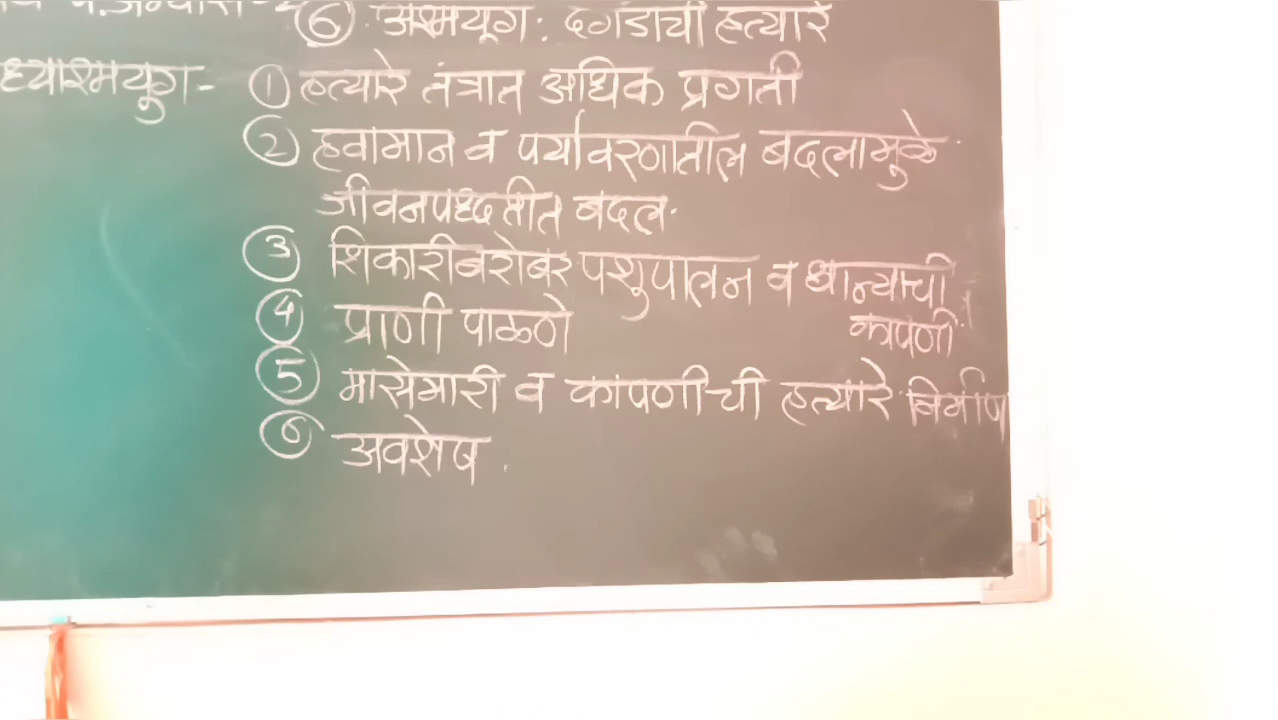 ⑥ अश्मयुग : दगडाची हत्यारे
ध्याश्मयुग - ① हत्यारे तंत्रात अधिक प्रगती
② हवामान व पर्यावरणातील बदलामुळे
जीवनपध्दतीत बदल.
③ शिकारीबरोबर पशुपालन व धान्याची
कापणी.
④ प्राणी पाळणे
⑤ मासेमारी व कापणीची हत्यारे निर्माण
⑥ अवशेष .